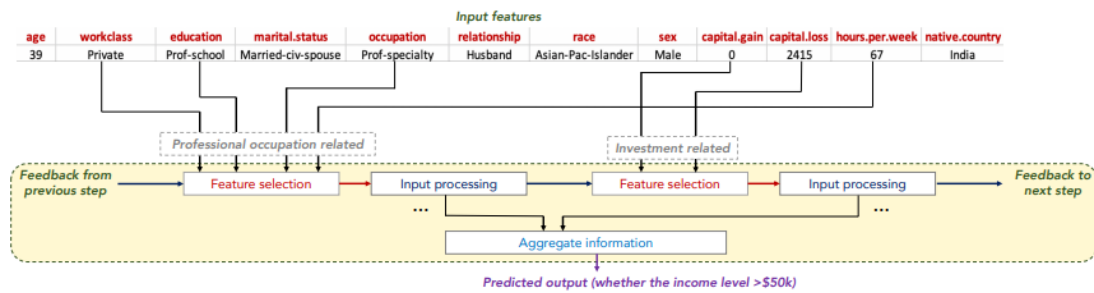 Input features
age workclass education marital.status occupation relationship race sex capital.gain capital.loss hours.per.week native.country
39 Private Prof-school Married-civ-spouse Prof-specialty Husband Asian-Pac-Islander Male 0 2415 67 India
Professional occupation related
Investment related
Feedback from
previous step
Feature selection
Input processing
Feature selection
Input processing
Feedback to
next step
...
...
Aggregate information
Predicted output (whether the income level >$50k)